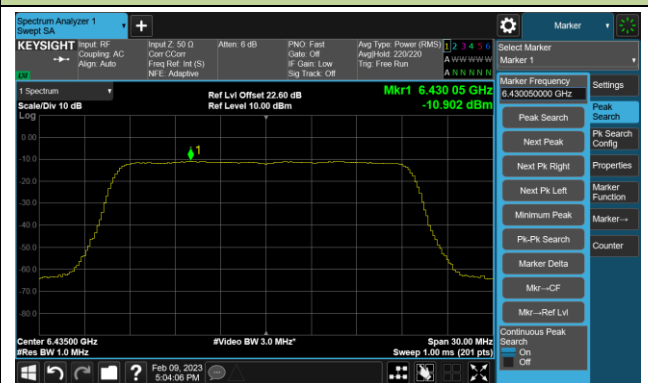 Spectrum Analyzer 1
Swept SA
+
Marker
KEYSIGHT
Input: RF
Coupling: AC
Align: Auto
Input Z: 50 Ω
Corr CCorr
Freq Ref: Int (S)
NFE: Adaptive
Atten: 6 dB
PNO: Fast
Gate: Off
IF Gain: Low
Sig Track: Off
Avg Type: Power (RMS)
Avg|Hold: 220/220
Trig: Free Run
1 2 3 4 5 6
A W W W W W
A N N N N N
LXI
Select Marker
Marker 1
1 Spectrum
Scale/Div 10 dB
Log
Ref Lvl Offset 22.60 dB
Ref Level 10.00 dBm
Mkr1 6.430 05 GHz
-10.902 dBm
1
0.00
-10.0
-20.0
-30.0
-40.0
-50.0
-60.0
-70.0
-80.0
Center 6.43500 GHz
#Res BW 1.0 MHz
#Video BW 3.0 MHz*
Span 30.00 MHz
Sweep 1.00 ms (201 pts)
Marker Frequency
6.430050000 GHz
Peak Search
Next Peak
Next Pk Right
Next Pk Left
Minimum Peak
Pk-Pk Search
Marker Delta
Mkr→CF
Mkr→Ref Lvl
Continuous Peak
Search
On
Off
Settings
Peak
Search
Pk Search
Config
Properties
Marker
Function
Marker→
Counter
?
Feb 09, 2023
5:04:06 PM